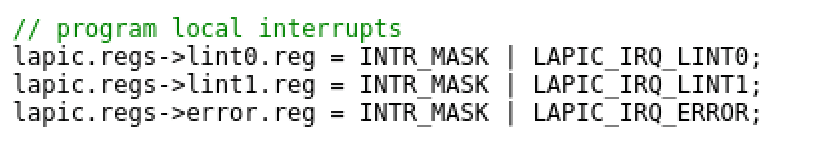 // program local interrupts
lapic.regs->lint0.reg = INTR_MASK | LAPIC_IRQ_LINT0;
lapic.regs->lint1.reg = INTR_MASK | LAPIC_IRQ_LINT1;
lapic.regs->error.reg = INTR_MASK | LAPIC_IRQ_ERROR;